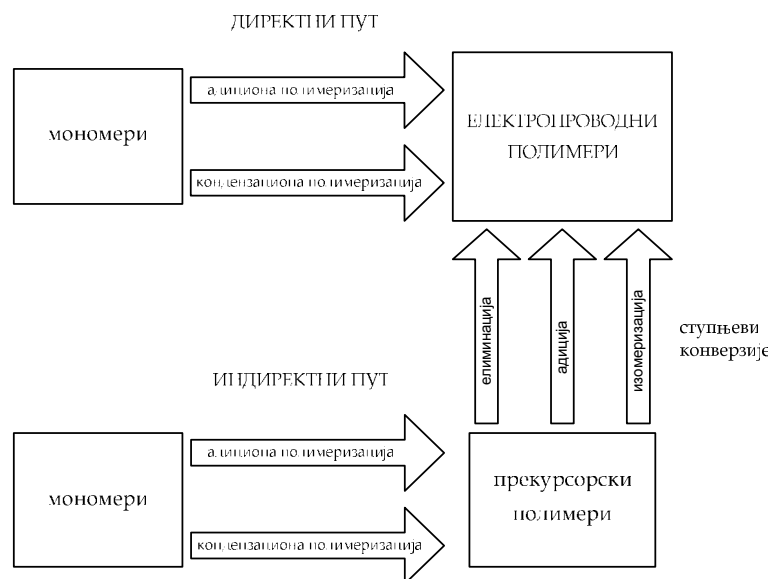 ДИРЕКТНИ ПУТ
мономери
адициона полимеризација
кондензациона полимеризација
ЕЛЕКТРОПРОВОДНИ
ПОЛИМЕРИ
елиминација
адиција
изомеризација
ступњеви
конверзије
ИНДИРЕКТНИ ПУТ
мономери
адициона полимеризација
кондензациона полимеризација
прекурсорски
полимери